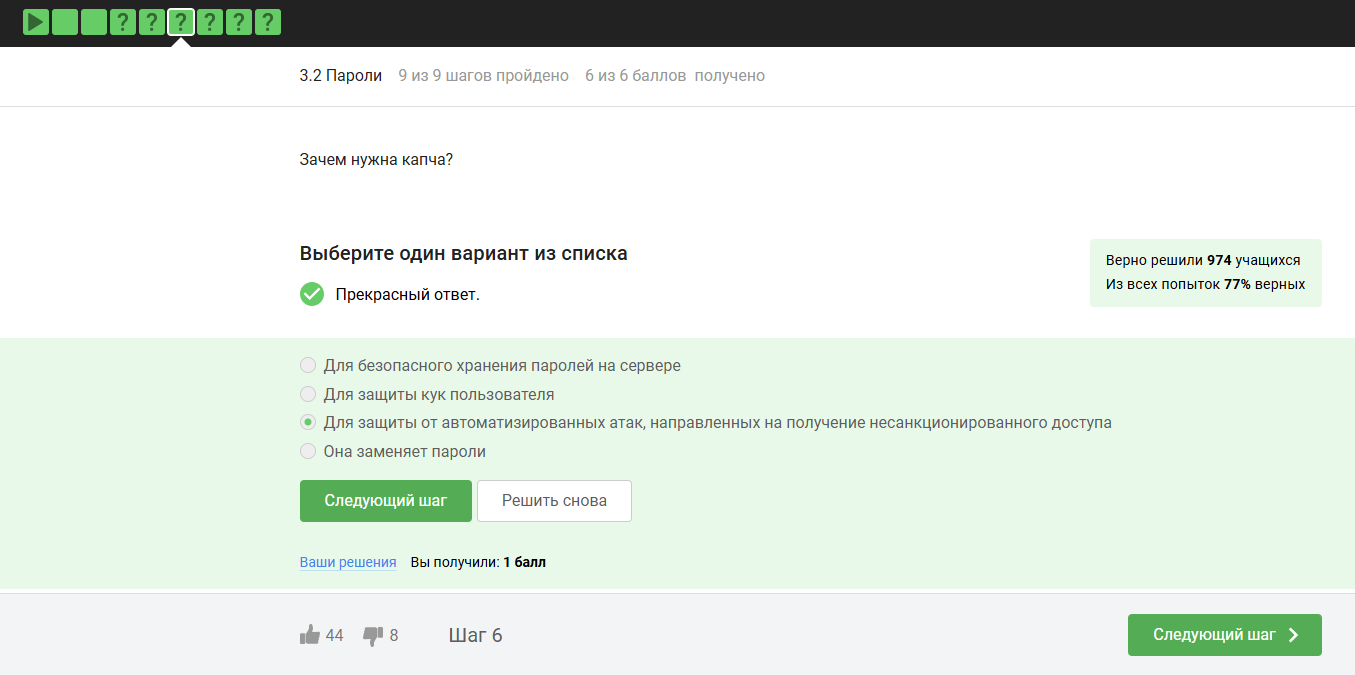 ? ? ? ? ? ?
3.2 Пароли 9 из 9 шагов пройдено 6 из 6 баллов получено
Зачем нужна капча?
Выберите один вариант из списка
Прекрасный ответ.
Верно решили 974 учащихся
Из всех попыток 77% верных
Для безопасного хранения паролей на сервере
Для защиты кук пользователя
Для защиты от автоматизированных атак, направленных на получение несанкционированного доступа
Она заменяет пароли
Следующий шаг Решить снова
Ваши решения Вы получили: 1 балл
44 8 Шаг 6 Следующий шаг